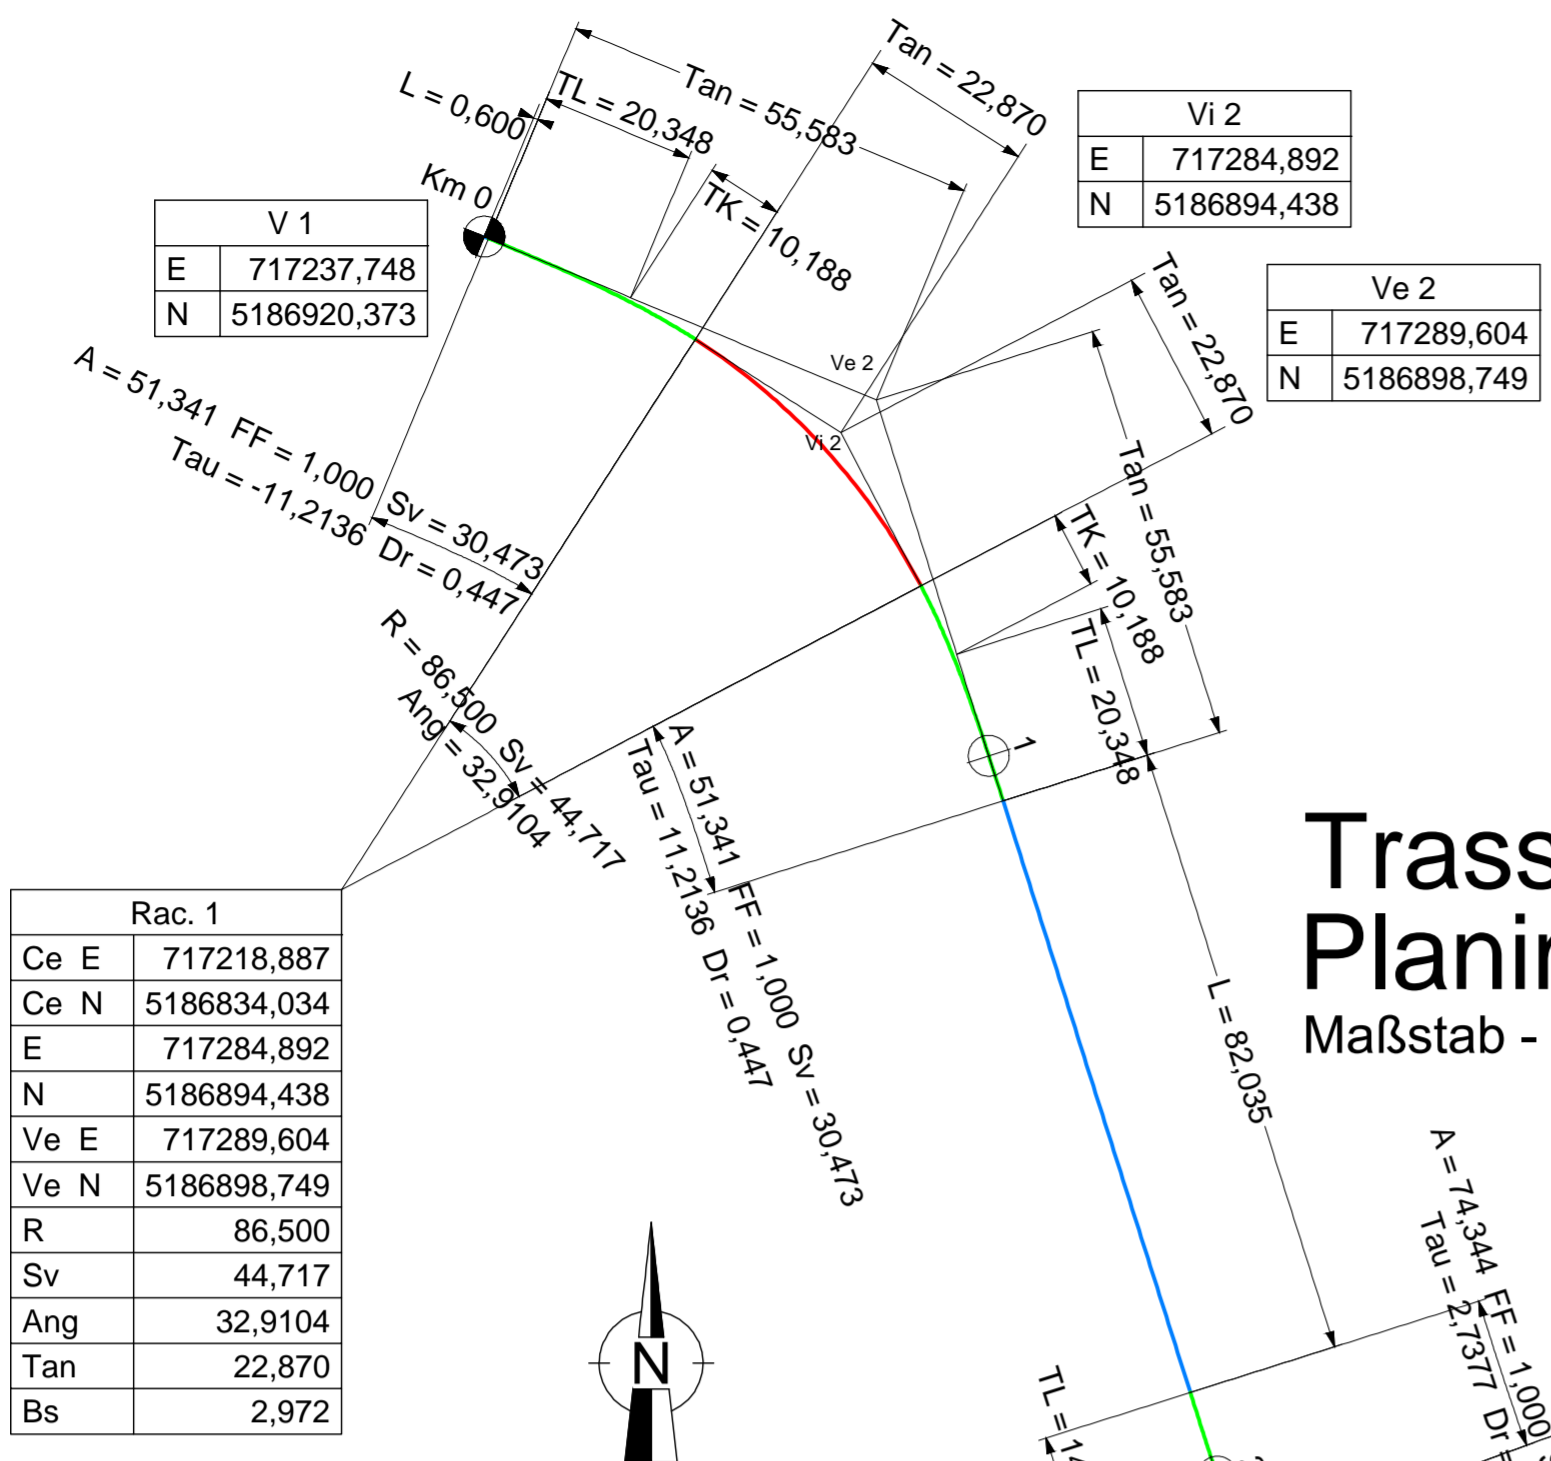 Tan = 55,583
Tan = 22,870
L = 0,600
TL = 20,348
TK = 10,188
Km 0
Vi 2
E 717284,892
N 5186894,438
V 1
E 717237,748
N 5186920,373
Ve 2
E 717289,604
N 5186898,749
Tan = 22,870
Ve 2
Vi 2
A = 51,341 FF = 1,000 Sv = 30,473
Tau = -11,2136 Dr = 0,447
Tan = 55,583
TK = 10,188
TL = 20,348
R = 86,500 Sv = 44,717
Ang = 32,9104
1
A = 51,341 FF = 1,000 Sv = 30,473
Tau = 11,2136 Dr = 0,447
L = 82,035
Trass
Planir
Maßstab -
Rac. 1
Ce E 717218,887
Ce N 5186834,034
E 717284,892
N 5186894,438
Ve E 717289,604
Ve N 5186898,749
R 86,500
Sv 44,717
Ang 32,9104
Tan 22,870
Bs 2,972
N
A = 74,344 FF = 1,000
Tau = 2,7377 Dr =
TL = 14